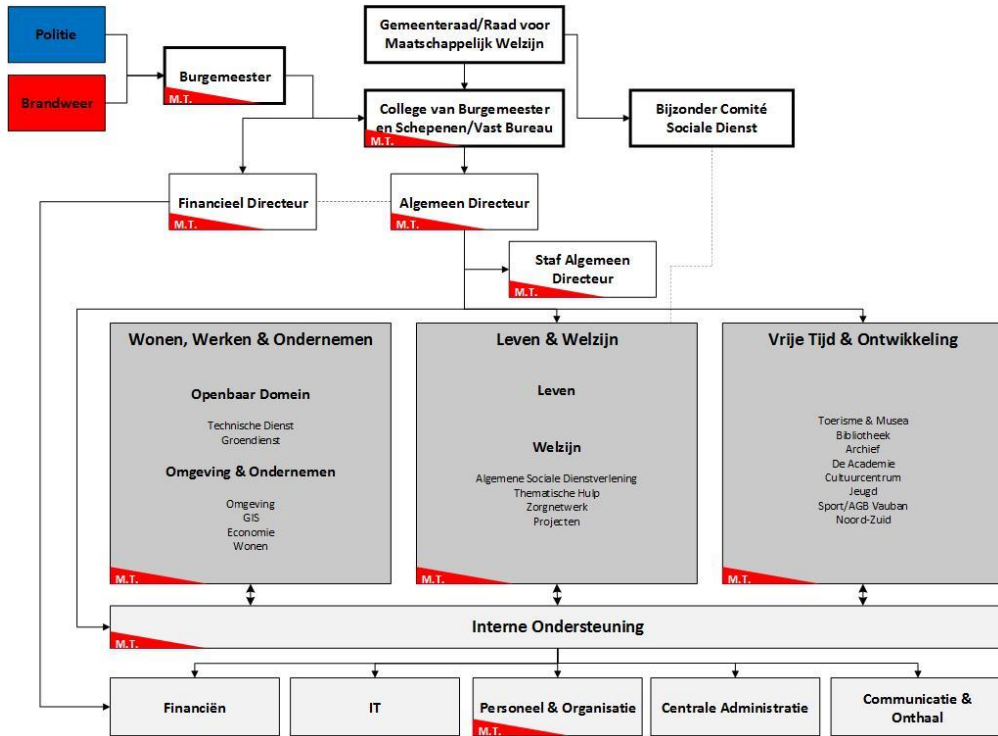 Politie
Brandweer
Burgemeester
M.T.
Gemeenteraad/Raad voor
Maatschappelijk Welzijn
College van Burgemeester
en Schepenen/Vast Bureau
M.T.
Bijzonder Comité
Sociale Dienst
Financieel Directeur
M.T.
Algemeen Directeur
M.T.
Staf Algemeen
Directeur
M.T.
Wonen, Werken & Ondernemen
Openbaar Domein
Technische Dienst
Groendienst
Omgeving & Ondernemen
Omgeving
GIS
Economie
Wonen
M.T.
Leven & Welzijn
Leven
Welzijn
Algemene Sociale Dienstverlening
Thematische Hulp
Zorgnetwerk
Projecten
M.T.
Vrije Tijd & Ontwikkeling
Toerisme & Musea
Bibliotheek
Archief
De Academie
Cultuurcentrum
Jeugd
Sport/AGB Vauban
Noord-Zuid
M.T.
Interne Ondersteuning
M.T.
Financiën
IT
Personeel & Organisatie
M.T.
Centrale Administratie
Communicatie &
Onthaal